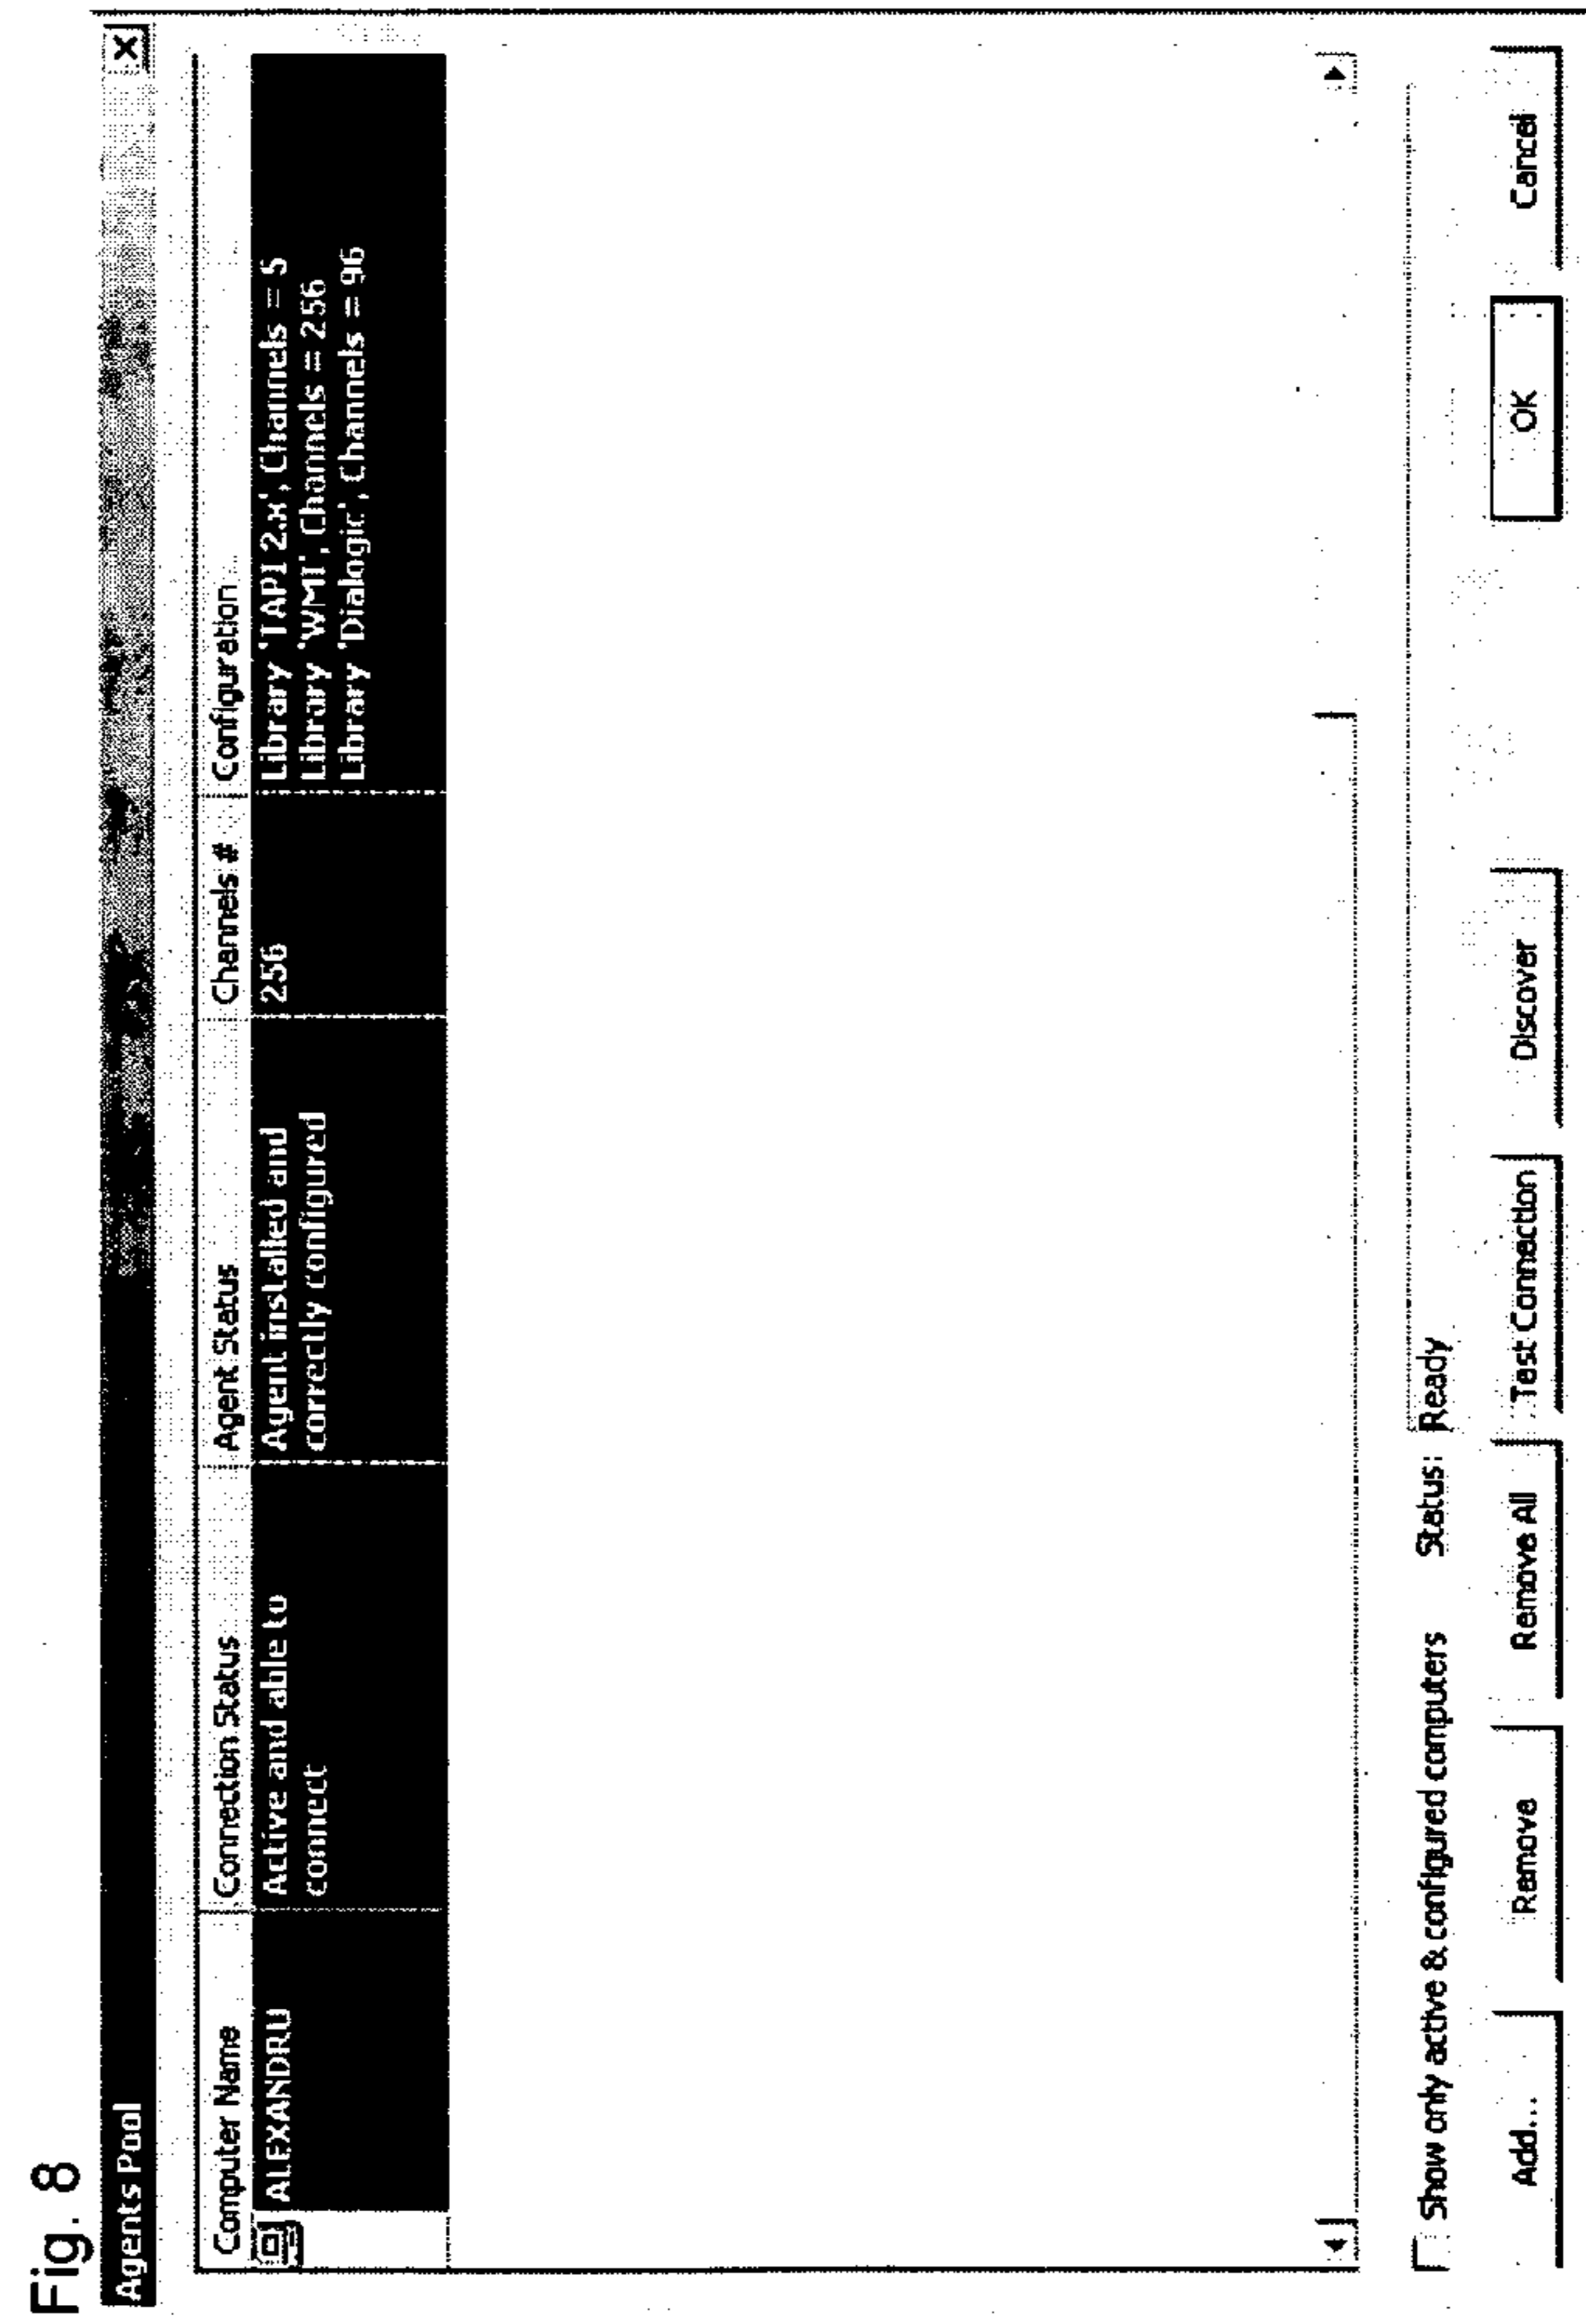 Fig. 8
Agents Pool
Computer Name Connection Status Agent Status Channels # Configuration
ALEXANDRU Active and able to connect Agent installed and correctly configured 256 Library 'TAPI 2.x', Channels = 5
Library 'WMI', Channels = 256
Library 'Dialogic', Channels = 96
Show only active & configured computers Status: Ready
Add... Remove Remove All Test Connection Discover OK Cancel